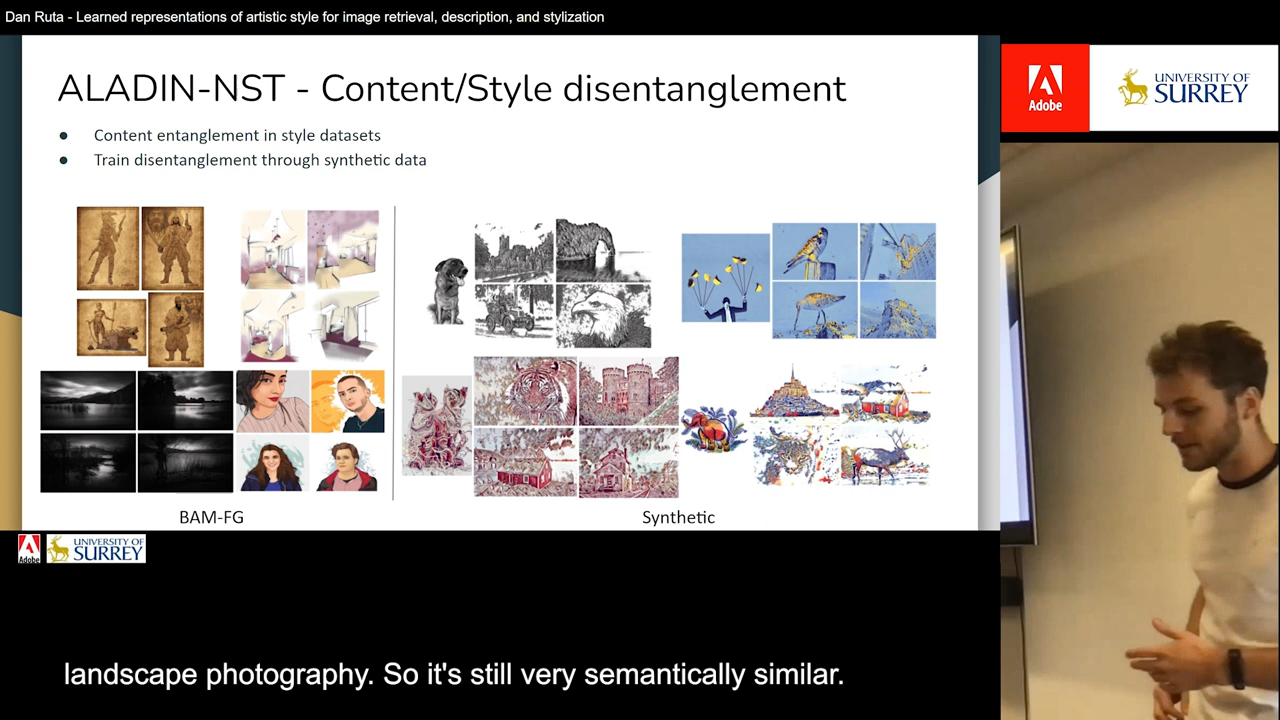 Dan Ruta - Learned representations of artistic style for image retrieval, description, and stylization
ALADIN-NST - Content/Style disentanglement
● Content entanglement in style datasets
● Train disentanglement through synthetic data
BAM-FG
Synthetic
Adobe
UNIVERSITY OF
SURREY
Adobe
UNIVERSITY OF
SURREY
landscape photography. So it's still very semantically similar.